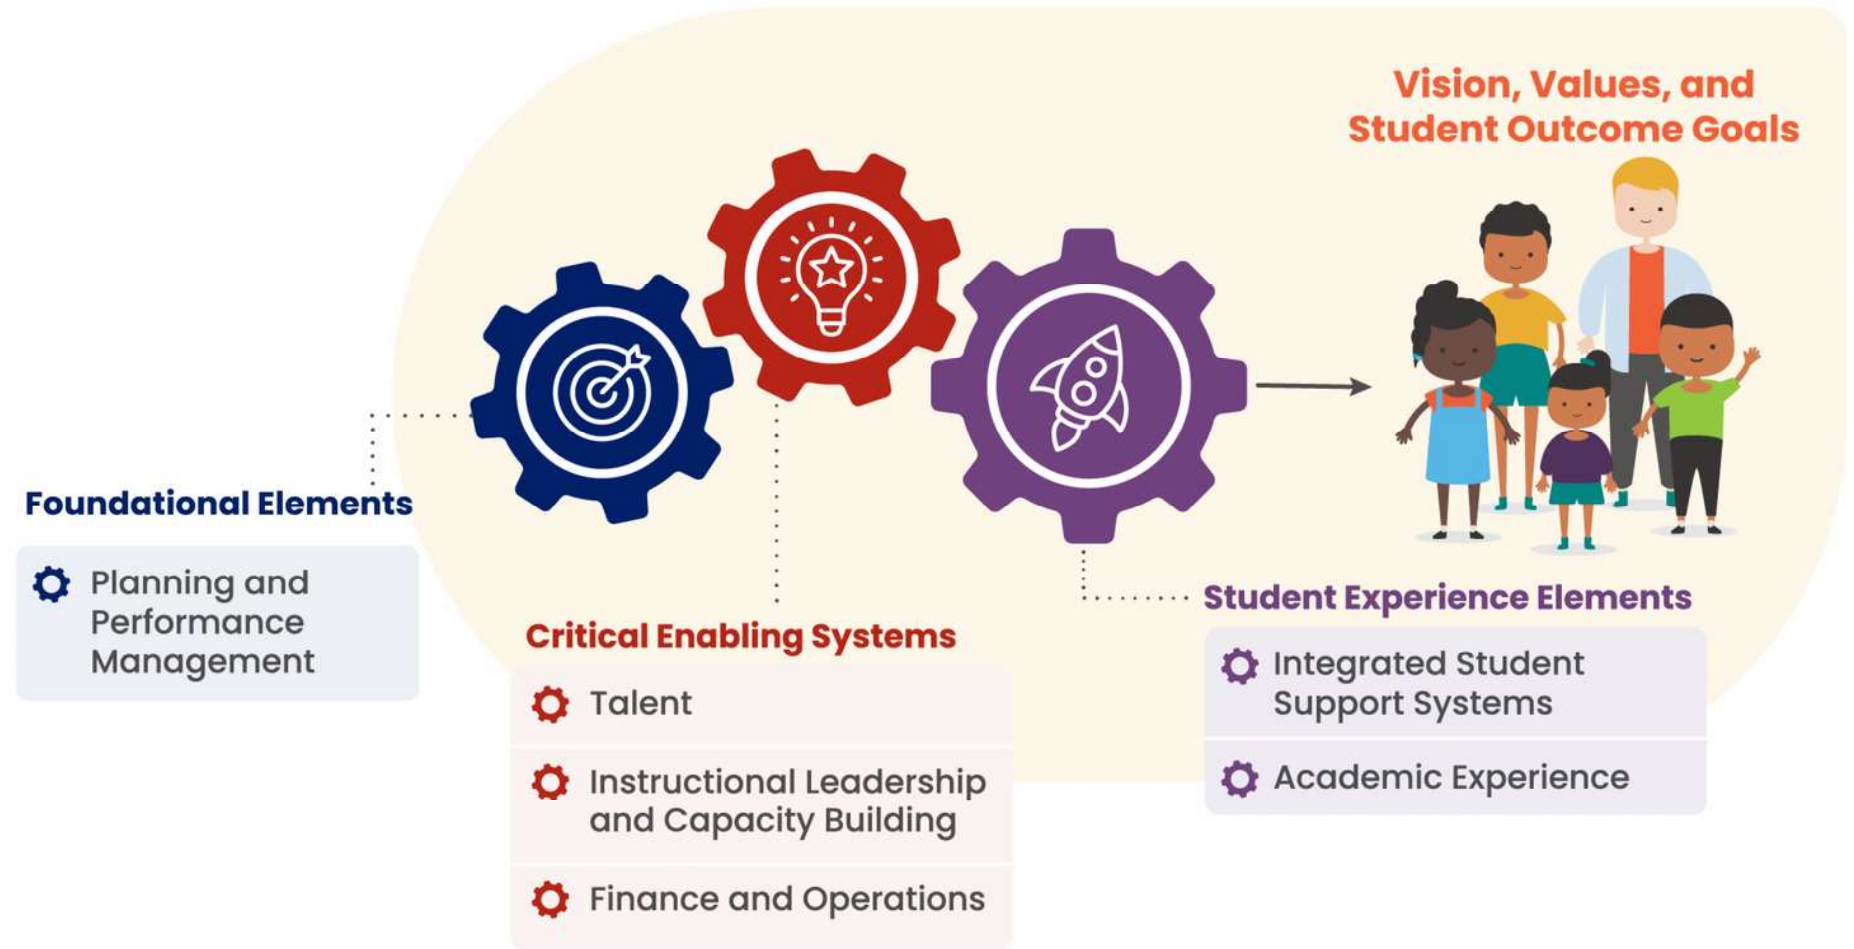 Vision, Values, and
Student Outcome Goals
Foundational Elements
Planning and
Performance
Management
Critical Enabling Systems
Talent
Instructional Leadership
and Capacity Building
Finance and Operations
Student Experience Elements
Integrated Student
Support Systems
Academic Experience